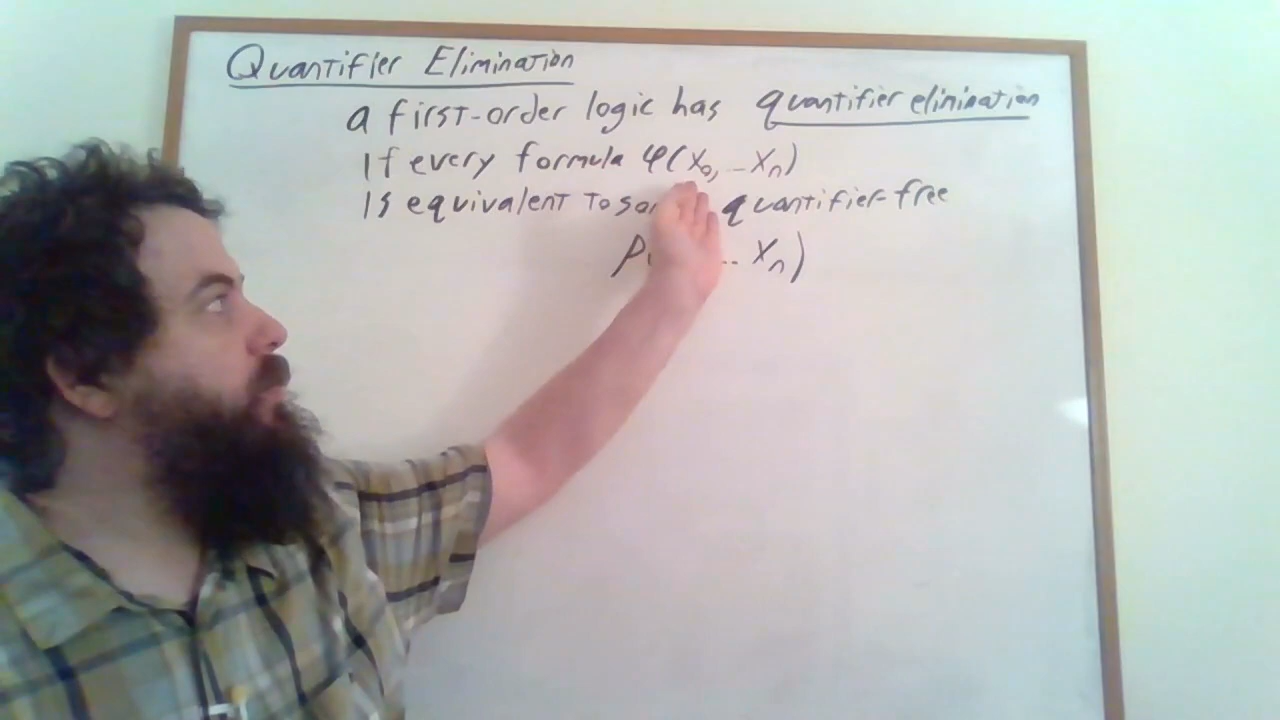 Quantifier Elimination
a first-order logic has quantifier elimination
If every formula φ(x₀, ... xₙ)
Is equivalent to quantifier-free
... xₙ)